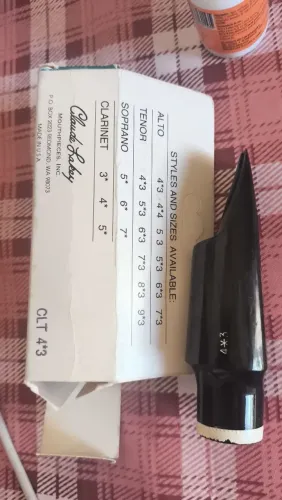 STYLES AND SIZES AVAILABLE:
ALTO 4*3 4*4 5 3 5*3 6*3 7*3
TENOR 4*3 5*3 6*3 7*3 8*3 9*3
SOPRANO 5* 6* 7*
CLARINET 3* 4* 5*
Claude Lakey
MOUTHPIECES, INC.
P.O. BOX 2023 REDMOND, WA 98073
MADE IN U.S.A.
CLT 4*3
4*3